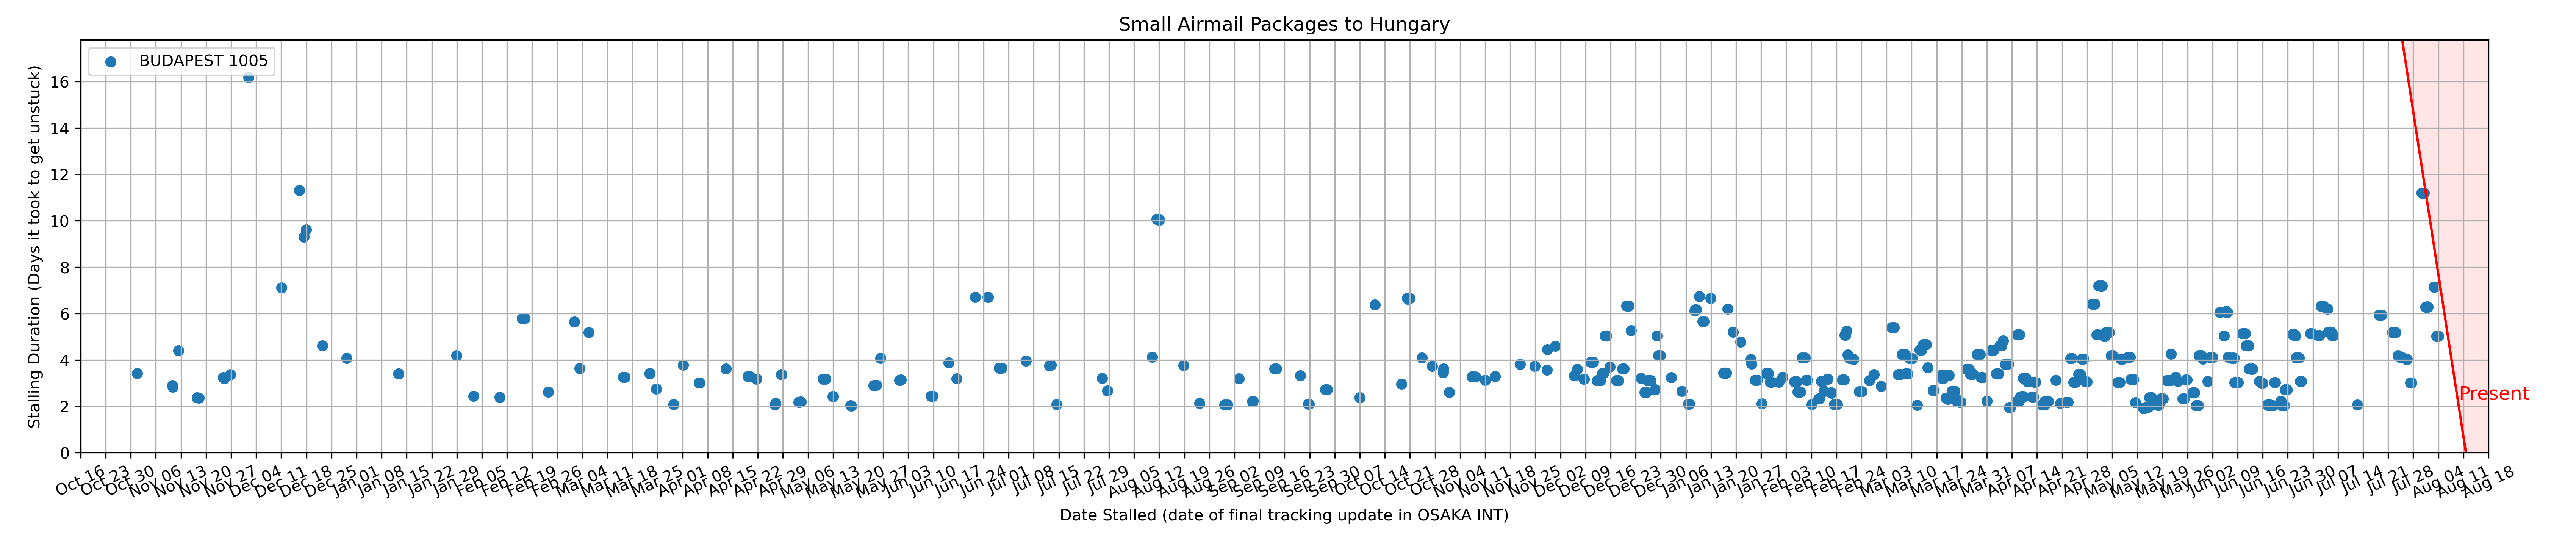 Small Airmail Packages to Hungary
BUDAPEST 1005
Stalling Duration (Days it took to get unstuck)
16
14
12
10
8
6
4
2
0
Present
Oct 16
Oct 23
Oct 30
Nov 06
Nov 13
Nov 20
Nov 27
Dec 04
Dec 11
Dec 18
Dec 25
Jan 01
Jan 08
Jan 15
Jan 22
Jan 29
Feb 05
Feb 12
Feb 19
Feb 26
Mar 04
Mar 11
Mar 18
Mar 25
Apr 01
Apr 08
Apr 15
Apr 22
Apr 29
May 06
May 13
May 20
May 27
Jun 03
Jun 10
Jun 17
Jun 24
Jul 01
Jul 08
Jul 15
Jul 22
Jul 29
Aug 05
Aug 12
Aug 19
Aug 26
Sep 02
Sep 09
Sep 16
Sep 23
Sep 30
Oct 07
Oct 14
Oct 21
Oct 28
Nov 04
Nov 11
Nov 18
Nov 25
Dec 02
Dec 09
Dec 16
Dec 23
Dec 30
Jan 06
Jan 13
Jan 20
Jan 27
Feb 03
Feb 10
Feb 17
Feb 24
Mar 03
Mar 10
Mar 17
Mar 24
Mar 31
Apr 07
Apr 14
Apr 21
Apr 28
May 05
May 12
May 19
May 26
Jun 02
Jun 09
Jun 16
Jun 23
Jun 30
Jul 07
Jul 14
Jul 21
Jul 28
Aug 04
Aug 11
Aug 18
Date Stalled (date of final tracking update in OSAKA INT)